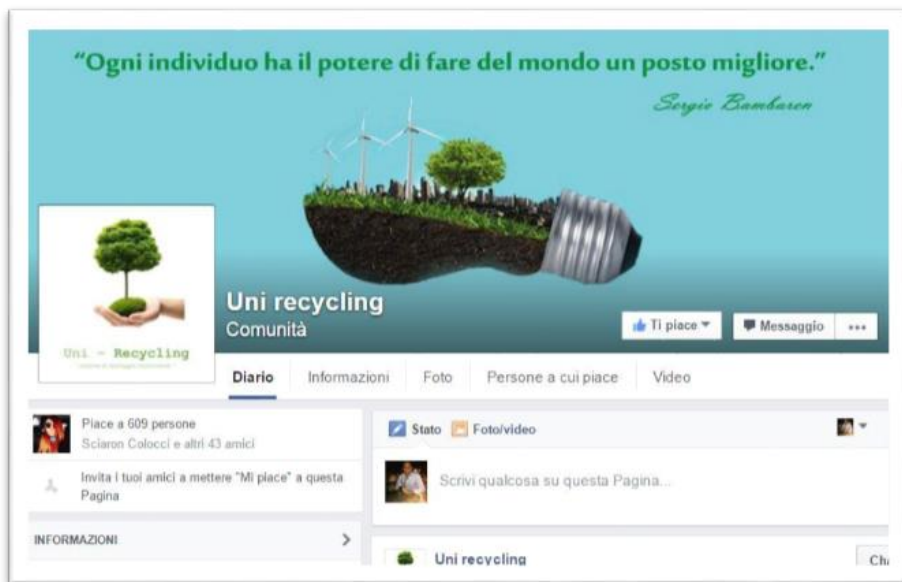 “Ogni individuo ha il potere di fare del mondo un posto migliore.”
Sergio Bambaren
Uni recycling
Comunità
Ti piace
Messaggio
Uni - Recycling
Diario Informazioni Foto Persone a cui piace Video
Piace a 609 persone
Sciaron Colocci e altri 43 amici
Invita i tuoi amici a mettere "Mi piace" a questa
Pagina
INFORMAZIONI
Stato Foto/video
Scrivi qualcosa su questa Pagina...
Uni recycling